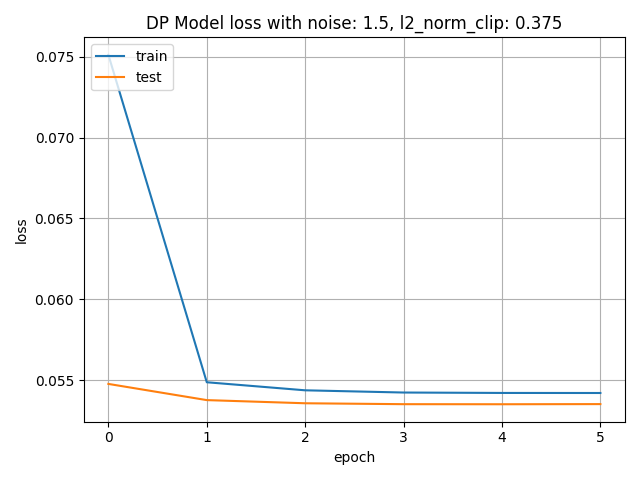 DP Model loss with noise: 1.5, l2_norm_clip: 0.375
train
test
0.075
0.070
0.065
0.060
0.055
loss
0 1 2 3 4 5
epoch